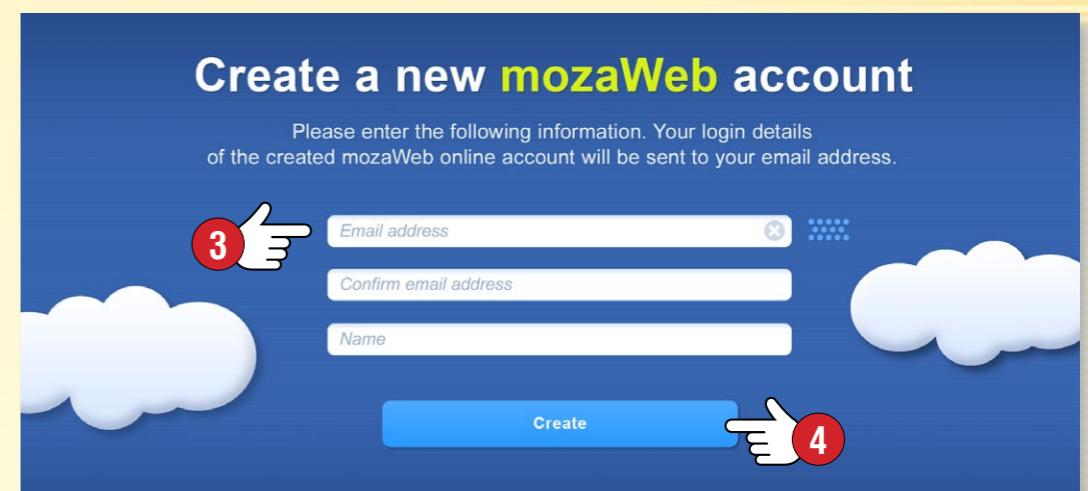 Create a new mozaWeb account
Please enter the following information. Your login details
of the created mozaWeb online account will be sent to your email address.
3
Email address
Confirm email address
Name
Create
4